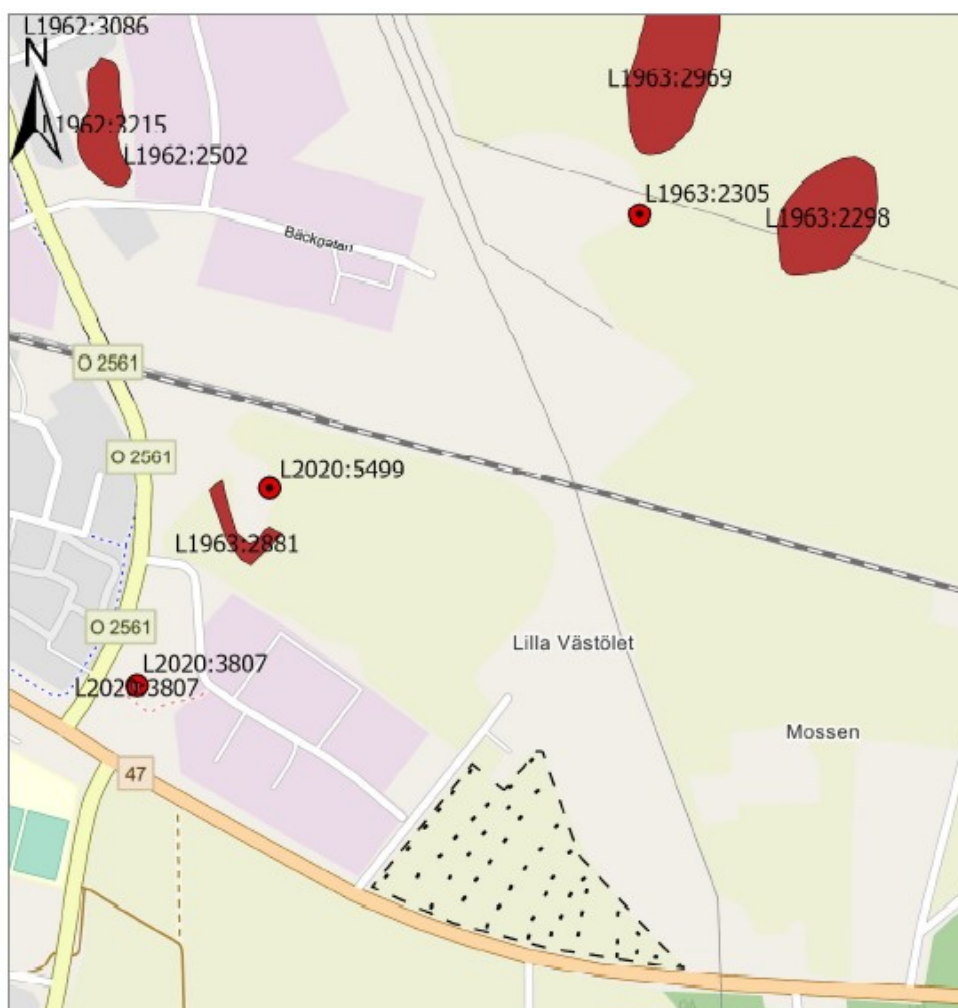 L1962:3086
N
L1963:2969
L1962:3215
L1962:2502
L1963:2305
L1963:2298
Bäckgatan
O 2561
O 2561
L2020:5499
L1963:2881
O 2561
Lilla Västölet
L2020:3807
L2020:3807
Mossen
47